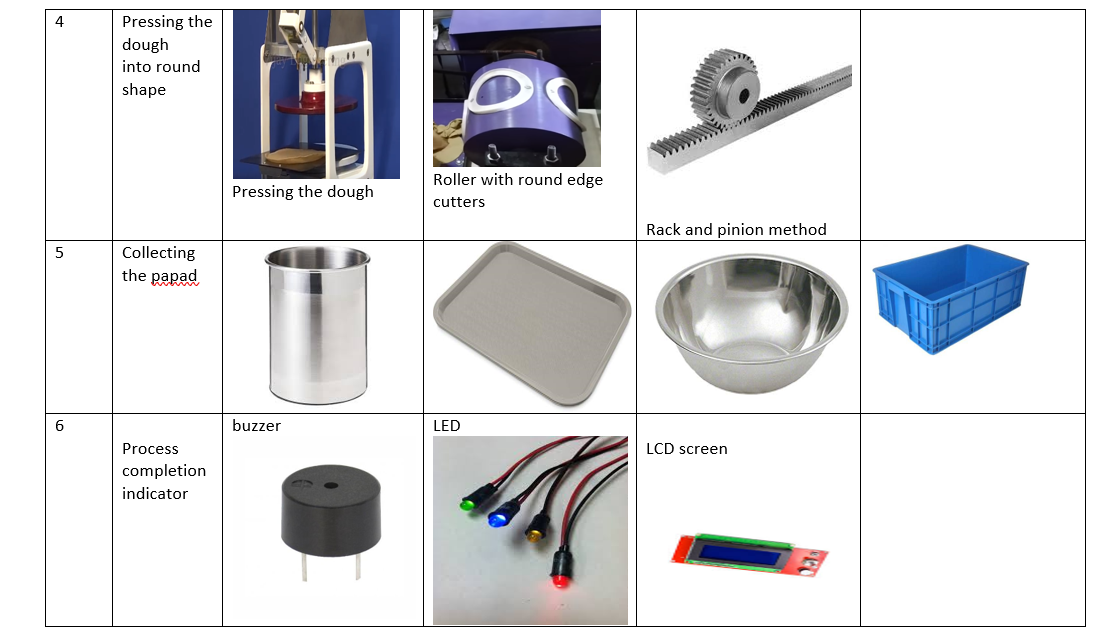 4
Pressing the
dough
into round
shape
Pressing the dough
Roller with round edge
cutters
Rack and pinion method
5
Collecting
the papad
6
Process
completion
indicator
buzzer
LED
LCD screen